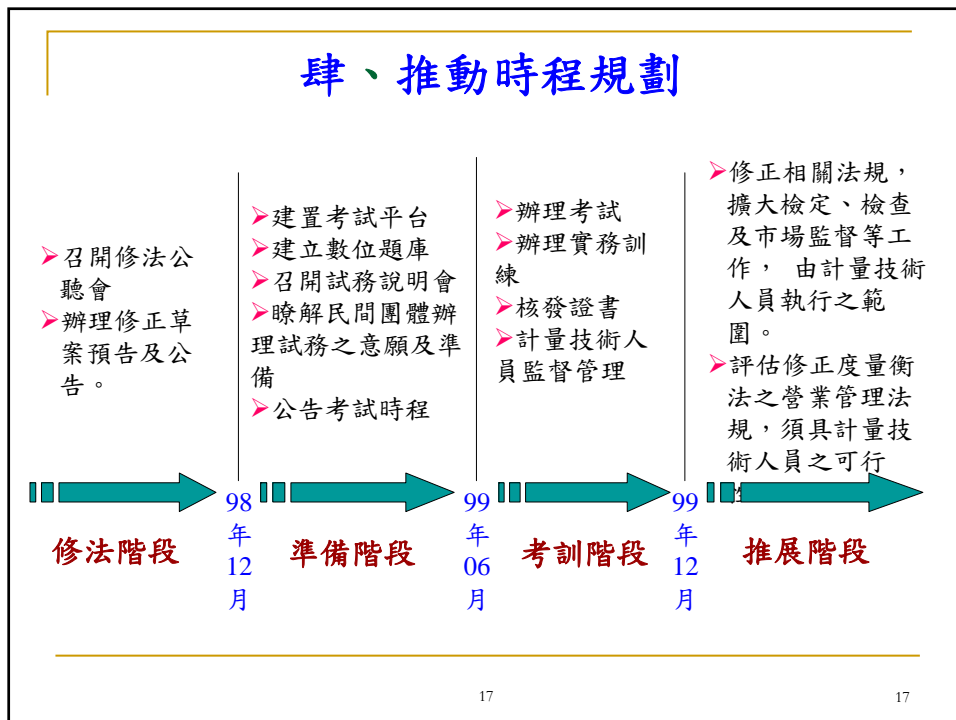 肆、推動時程規劃
➢召開修法公
聽會
➢辦理修正草
案預告及公
告。
➢建置考試平台
➢建立數位題庫
➢召開試務說明會
➢瞭解民間團體辦
理試務之意願及準
備
➢公告考試時程
➢辦理考試
➢辦理實務訓
練
➢核發證書
➢計量技術人
員監督管理
➢修正相關法規，
擴大檢定、檢查
及市場監督等工
作， 由計量技術
人員執行之範
圍。
➢評估修正度量衡
法之營業管理法
規，須具計量技
術人員之可行
修法階段
98
年
12
月
準備階段
99
年
06
月
考訓階段
99
年
12
月
推展階段
17
17